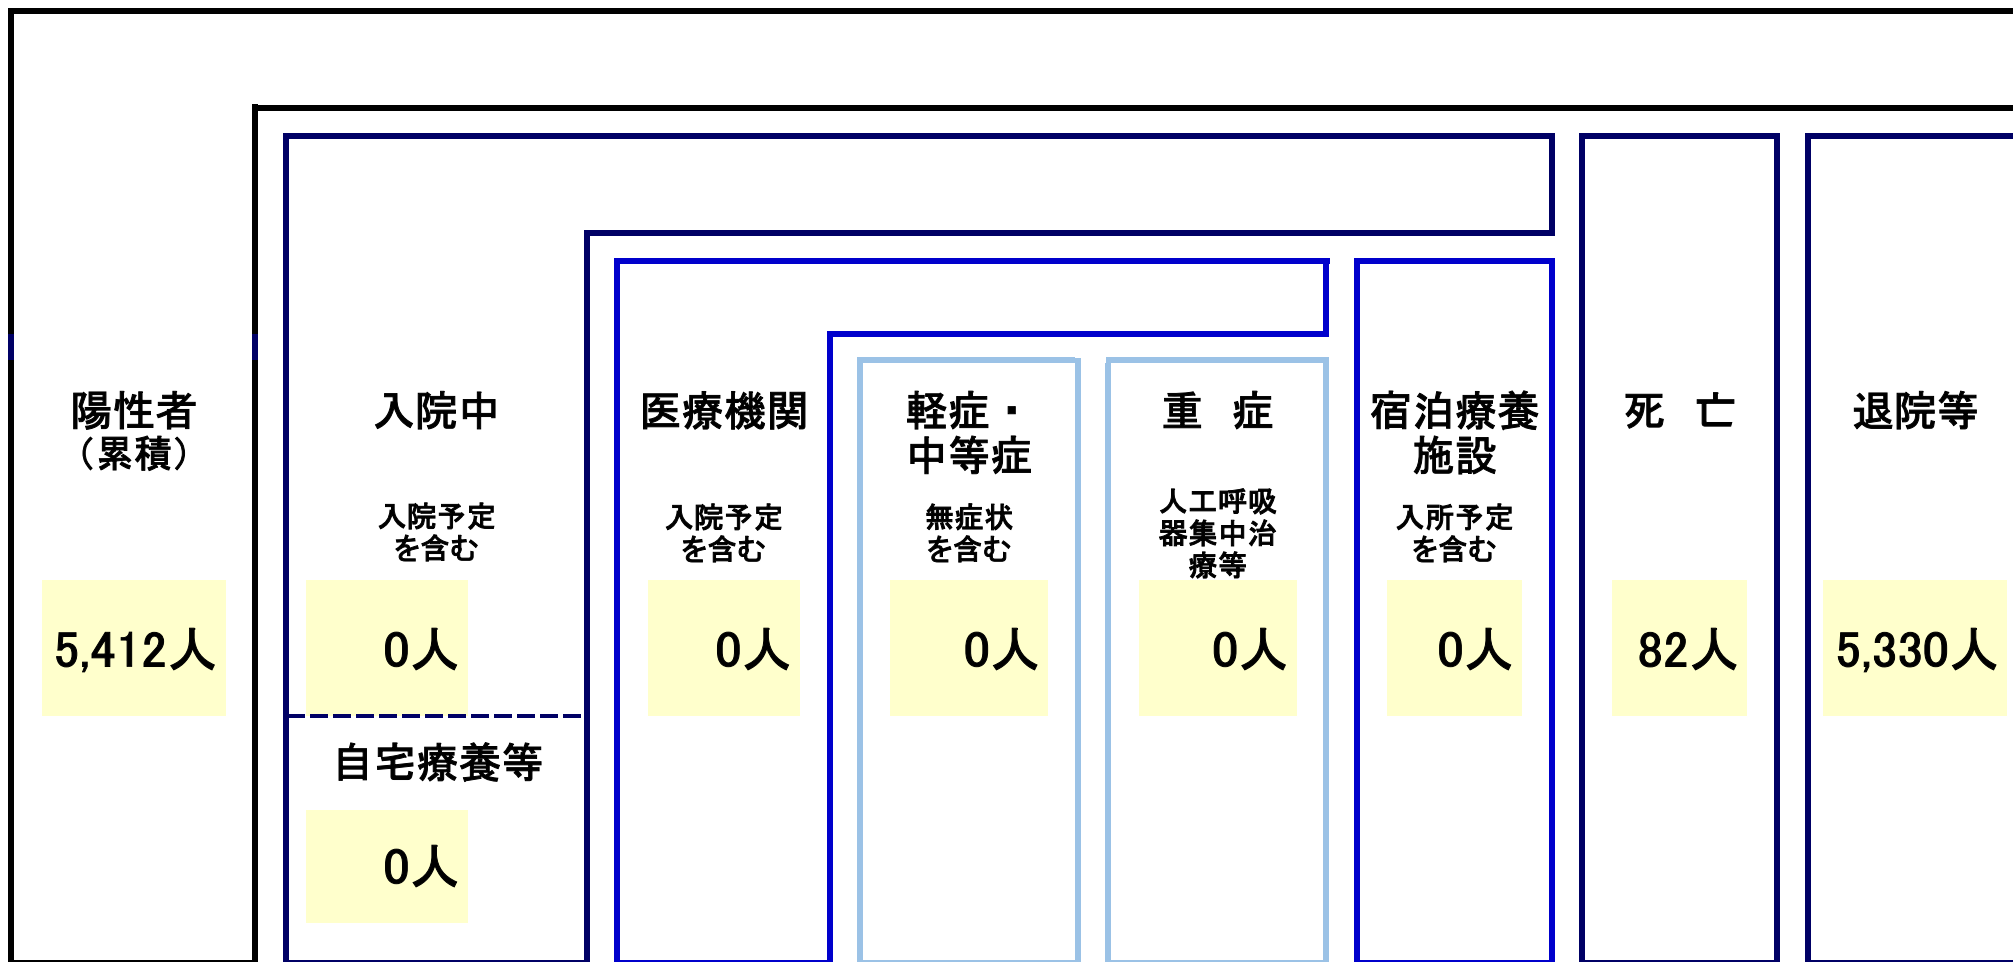 陽性者
（累積）
5,412人
入院中
入院予定
を含む
0人
自宅療養等
0人
医療機関
入院予定
を含む
0人
軽症・
中等症
無症状
を含む
0人
重　症
人工呼吸
器集中治
療等
0人
宿泊療養
施設
入所予定
を含む
0人
死　亡
82人
退院等
5,330人